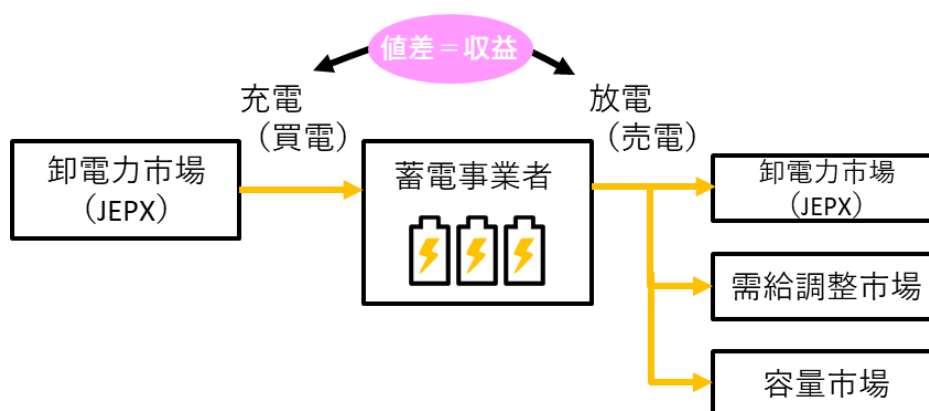 値差＝収益
充電
（買電）
放電
（売電）
卸電力市場
（JEPX）
蓄電事業者
卸電力市場
（JEPX）
需給調整市場
容量市場